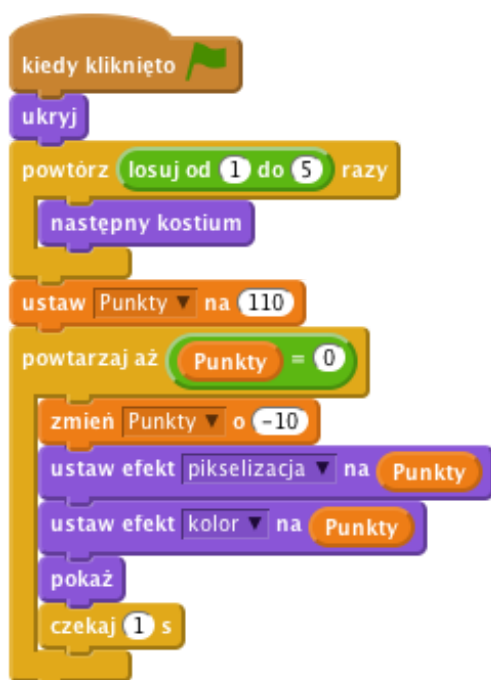 kiedy kliknięto
ukryj
powtórz losuj od 1 do 5 razy
następny kostium
ustaw Punkty na 110
powtarzaj aż Punkty = 0
zmień Punkty o -10
ustaw efekt pikselizacja na Punkty
ustaw efekt kolor na Punkty
pokaż
czekaj 1 s